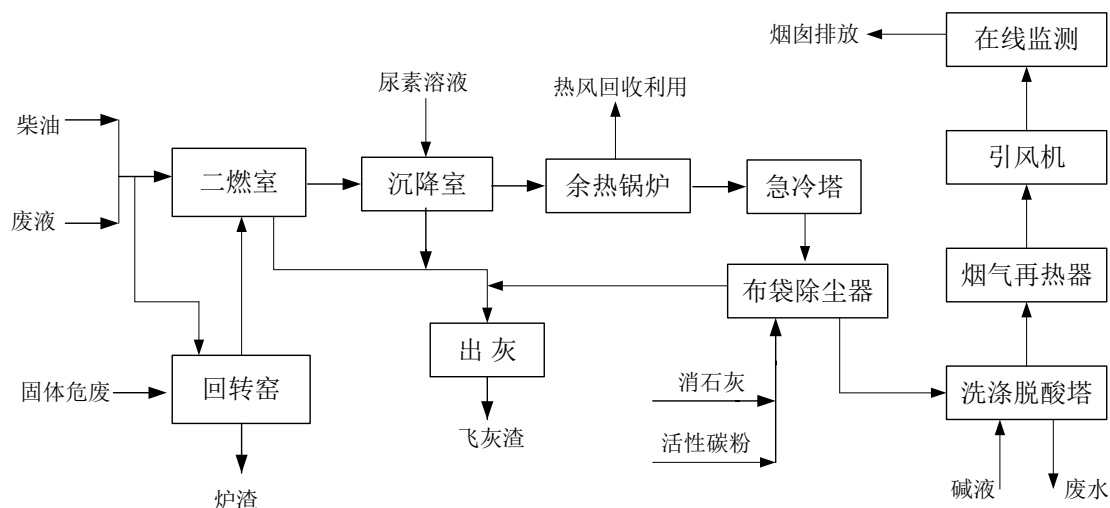 烟囱排放
在线监测
尿素溶液
热风回收利用
柴油
引风机
二燃室
沉降室
余热锅炉
急冷塔
废液
烟气再热器
布袋除尘器
出 灰
固体危废
回转窑
消石灰
洗涤脱酸塔
飞灰渣
活性碳粉
炉渣
碱液
废水